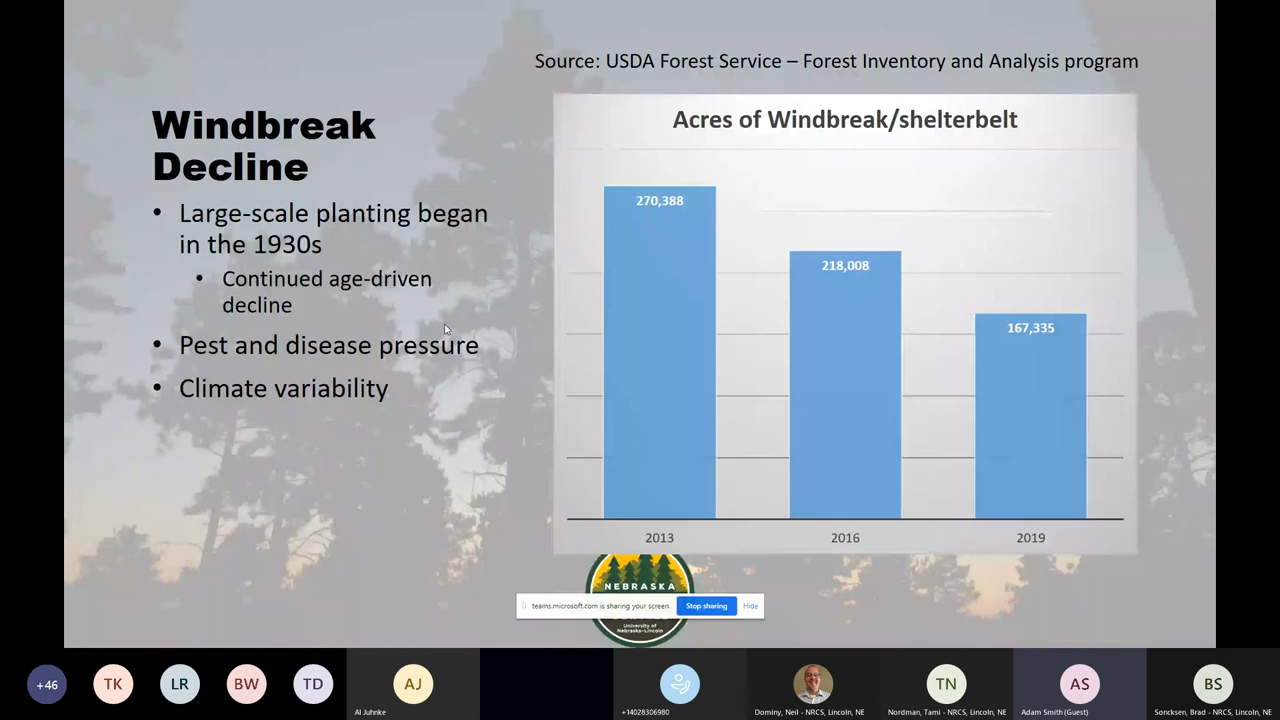 Source: USDA Forest Service – Forest Inventory and Analysis program
Windbreak
Decline
• Large-scale planting began
in the 1930s
• Continued age-driven
decline
• Pest and disease pressure
• Climate variability
Acres of Windbreak/shelterbelt
270,388
218,008
167,335
2013
2016
2019
NEBRASKA
teams.microsoft.com is sharing your screen.
Stop sharing
Hide
University of
Nebraska–Lincoln
+46
TK
LR
BW
TD
AJ
Al Juhnke
+14028306980
Dominy, Neil - NRCS, Lincoln, NE
TN
Nordman, Tami - NRCS, Lincoln, NE
AS
Adam Smith (Guest)
BS
Soncksen, Brad - NRCS, Lincoln, NE